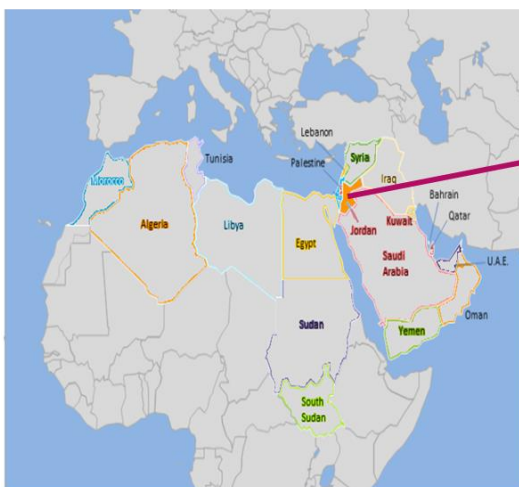 Lebanon
Syria
Tunisia
Palestine
Iraq
Morocco
Bahrain
Algeria
Libya
Egypt
Kuwait
Qatar
Jordan
Saudi
Arabia
U.A.E.
Oman
Sudan
Yemen
South
Sudan